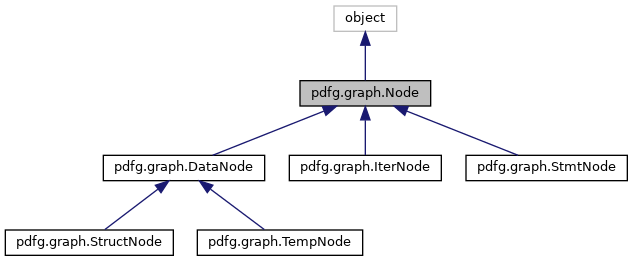 object
pdfg.graph.Node
pdfg.graph.DataNode
pdfg.graph.IterNode
pdfg.graph.StmtNode
pdfg.graph.StructNode
pdfg.graph.TempNode